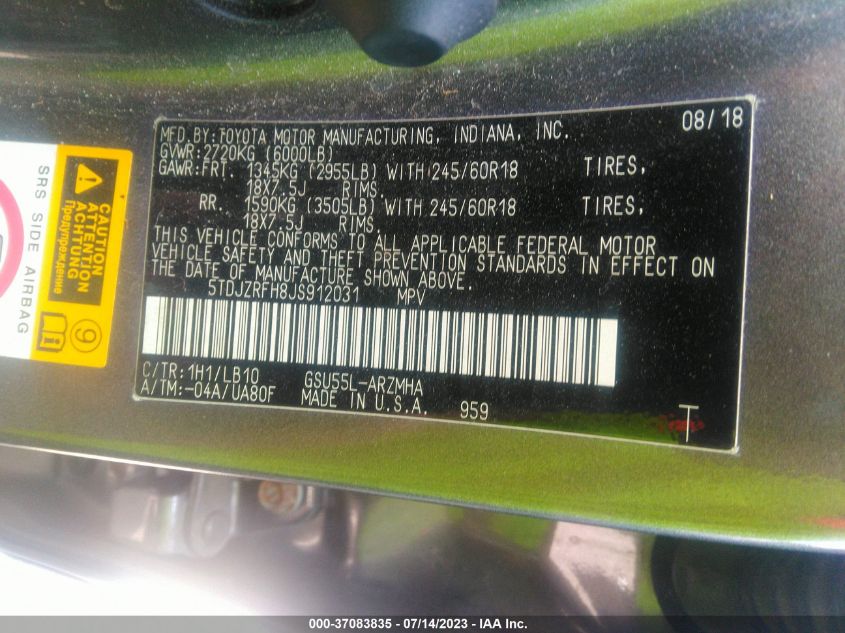 MFD.BY:TOYOTA MOTOR MANUFACTURING, INDIANA, INC. 08/18
GVWR:2720KG (6000LB)
GAWR:FRT. 1345KG (2955LB) WITH 245/60R18 TIRES,
18X7.5J RIMS.
RR. 1590KG (3505LB) WITH 245/60R18 TIRES,
18X7.5J RIMS.
THIS VEHICLE CONFORMS TO ALL APPLICABLE FEDERAL MOTOR
VEHICLE SAFETY AND THEFT PREVENTION STANDARDS IN EFFECT ON
THE DATE OF MANUFACTURE SHOWN ABOVE.
5TDJZRFH8JS912031 MPV
C/TR:1H1/LB10 GSU55L-ARZMHA
A/TM:-04A/UA80F MADE IN U.S.A. 959
T
CAUTION
ATTENTION
ACHTUNG
Предупреждение
9
SRS SIDE AIRBAG
000-37083835 - 07/14/2023 - IAA Inc.